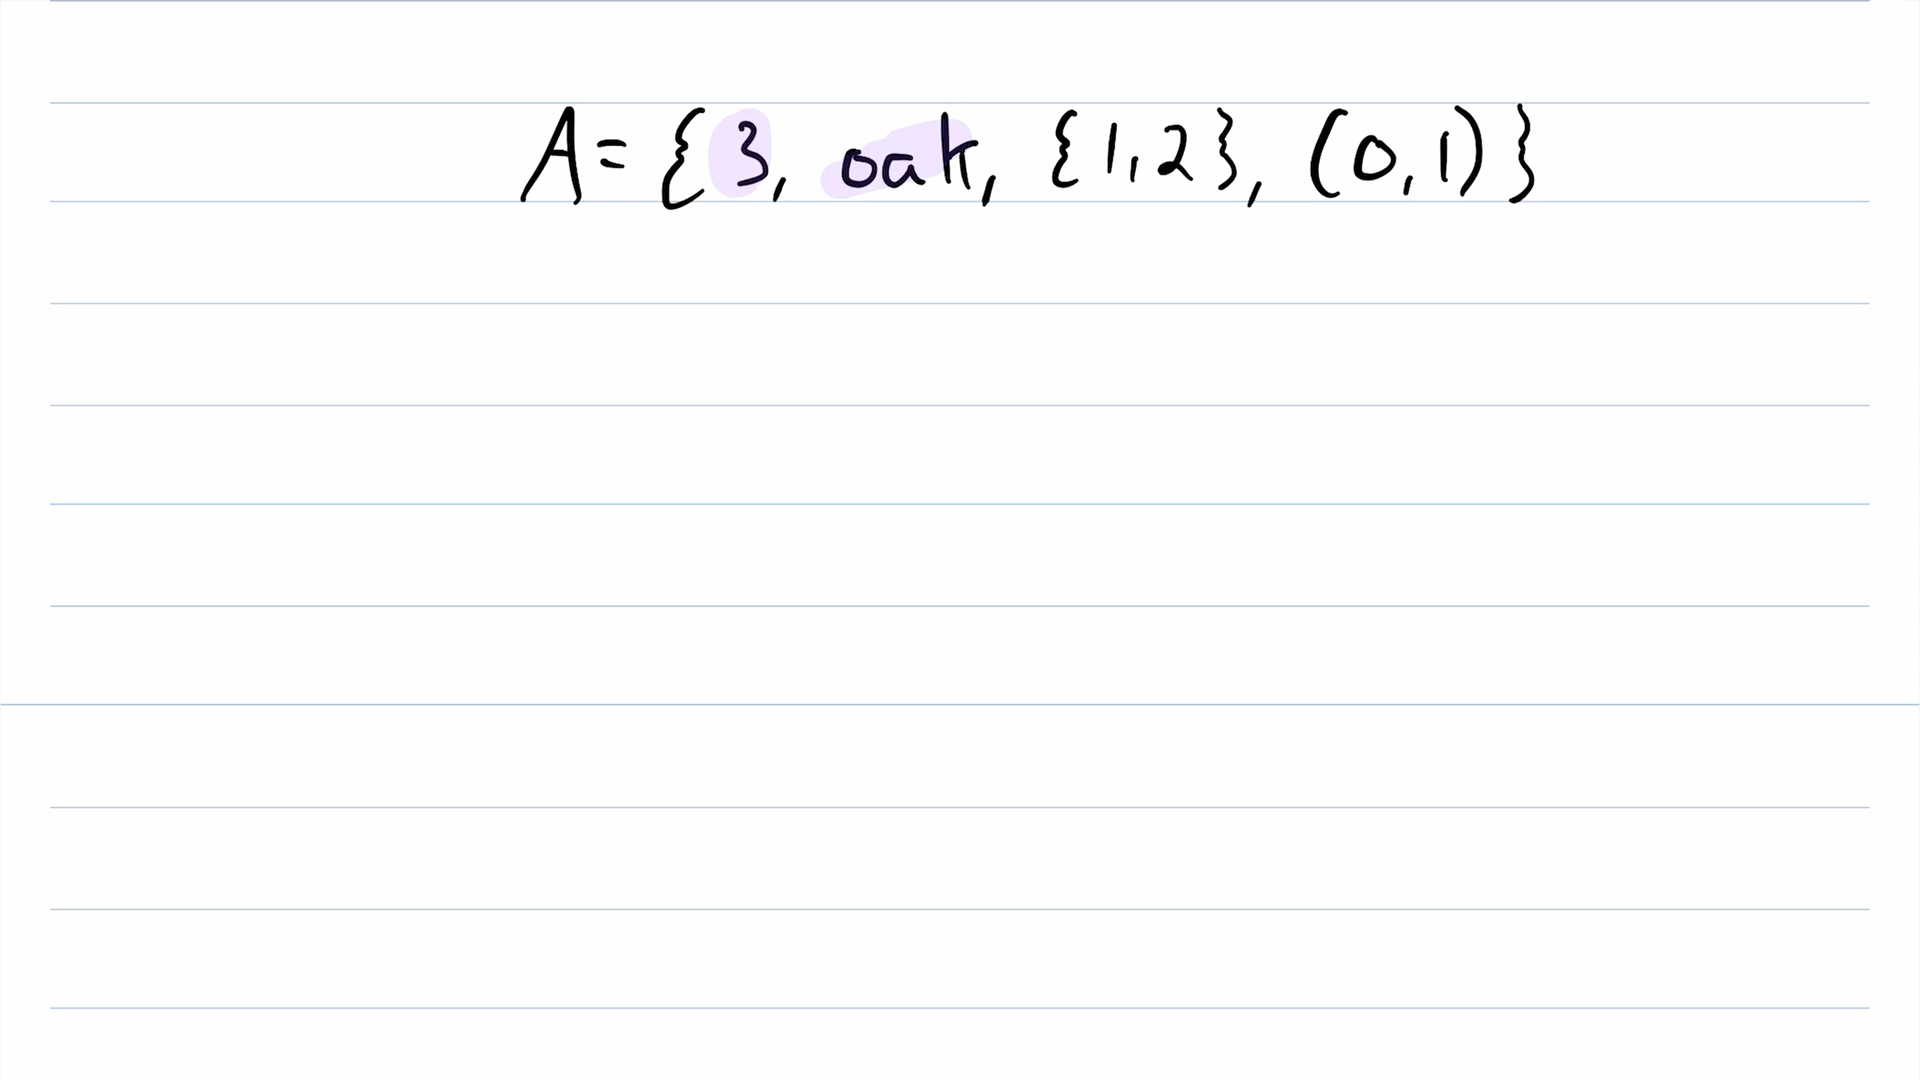 A = {3, oak, {1,2}, (0,1)}